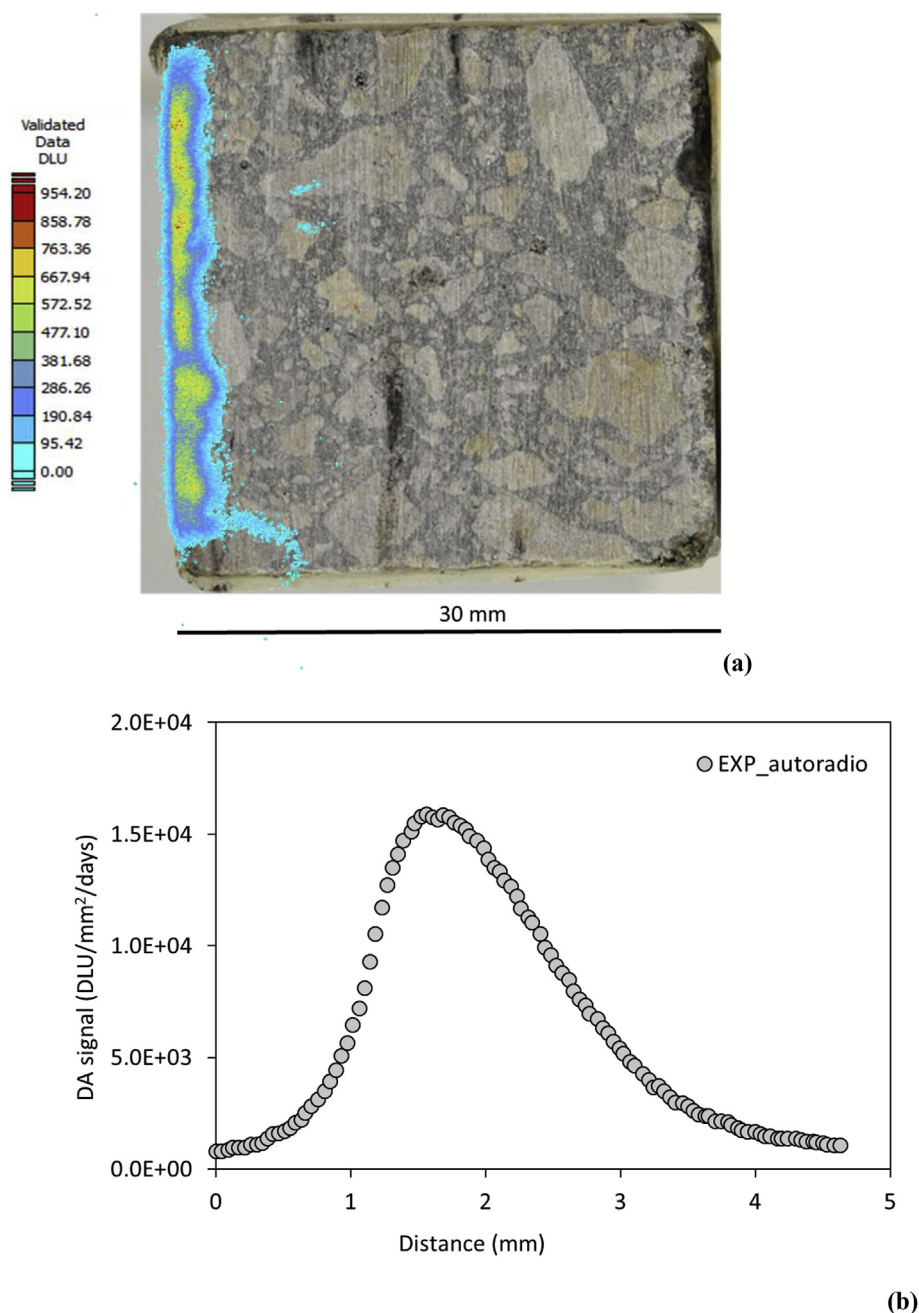 Validated
Data
DLU
954.20
858.78
763.36
667.94
572.52
477.10
381.68
286.26
190.84
95.42
0.00
30 mm
(a)
2.0E+04
1.5E+04
1.0E+04
5.0E+03
0.0E+00
EXP_autoradio
DA signal (DLU/mm²/days)
0 1 2 3 4 5
Distance (mm)
(b)